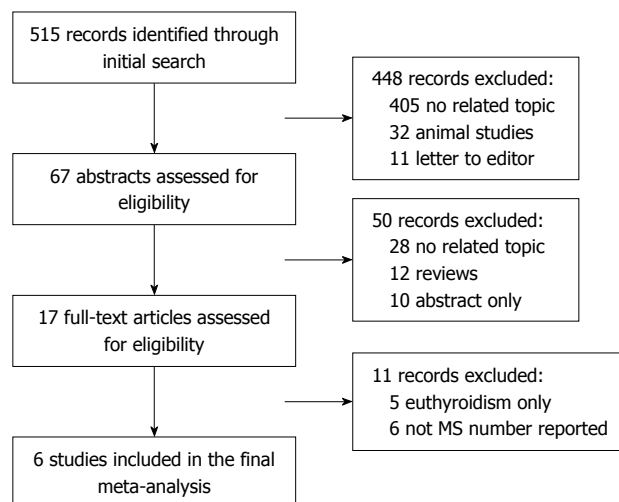 515 records identified through
initial search
448 records excluded:
405 no related topic
32 animal studies
11 letter to editor
67 abstracts assessed for
eligibility
50 records excluded:
28 no related topic
12 reviews
10 abstract only
17 full-text articles assessed
for eligibility
11 records excluded:
5 euthyroidism only
6 not MS number reported
6 studies included in the final
meta-analysis